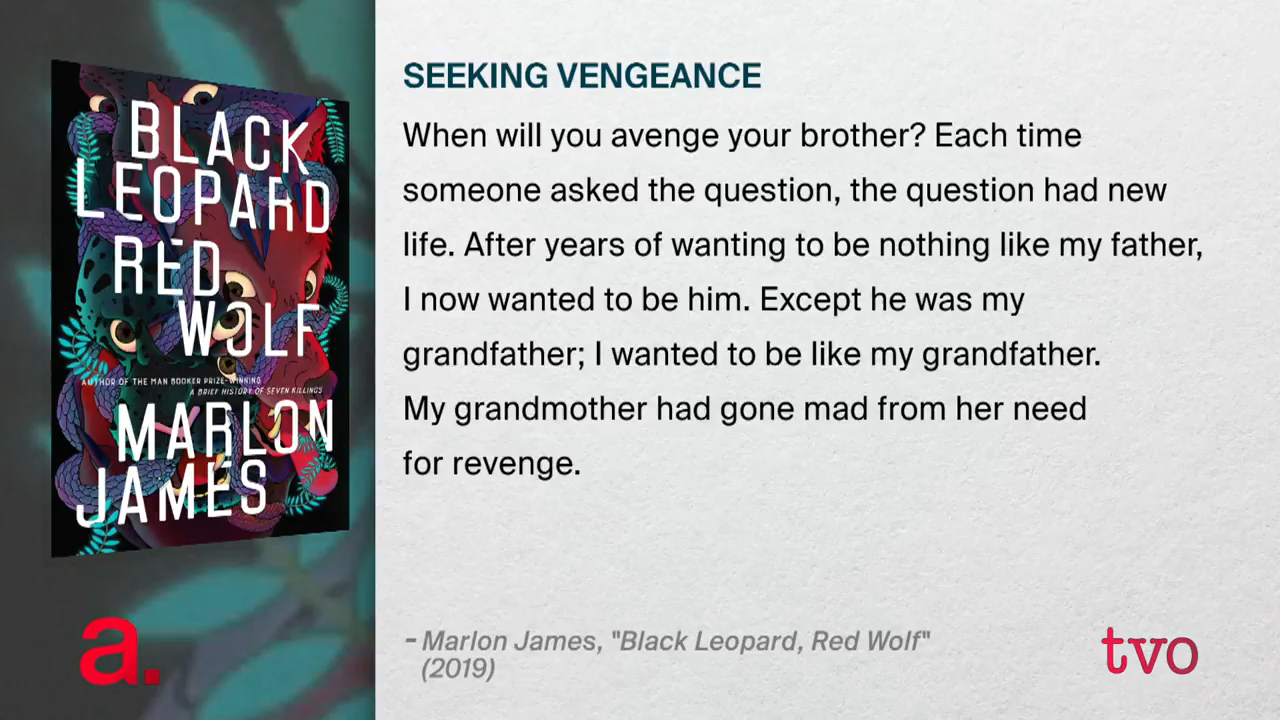 BLACK
LEOPARD
RED
WOLF
AUTHOR OF THE MAN BOOKER PRIZE-WINNING
A BRIEF HISTORY OF SEVEN KILLINGS
MARLON
JAMES
a.
SEEKING VENGEANCE
When will you avenge your brother? Each time
someone asked the question, the question had new
life. After years of wanting to be nothing like my father,
I now wanted to be him. Except he was my
grandfather; I wanted to be like my grandfather.
My grandmother had gone mad from her need
for revenge.
- Marlon James, "Black Leopard, Red Wolf"
(2019)
tvo